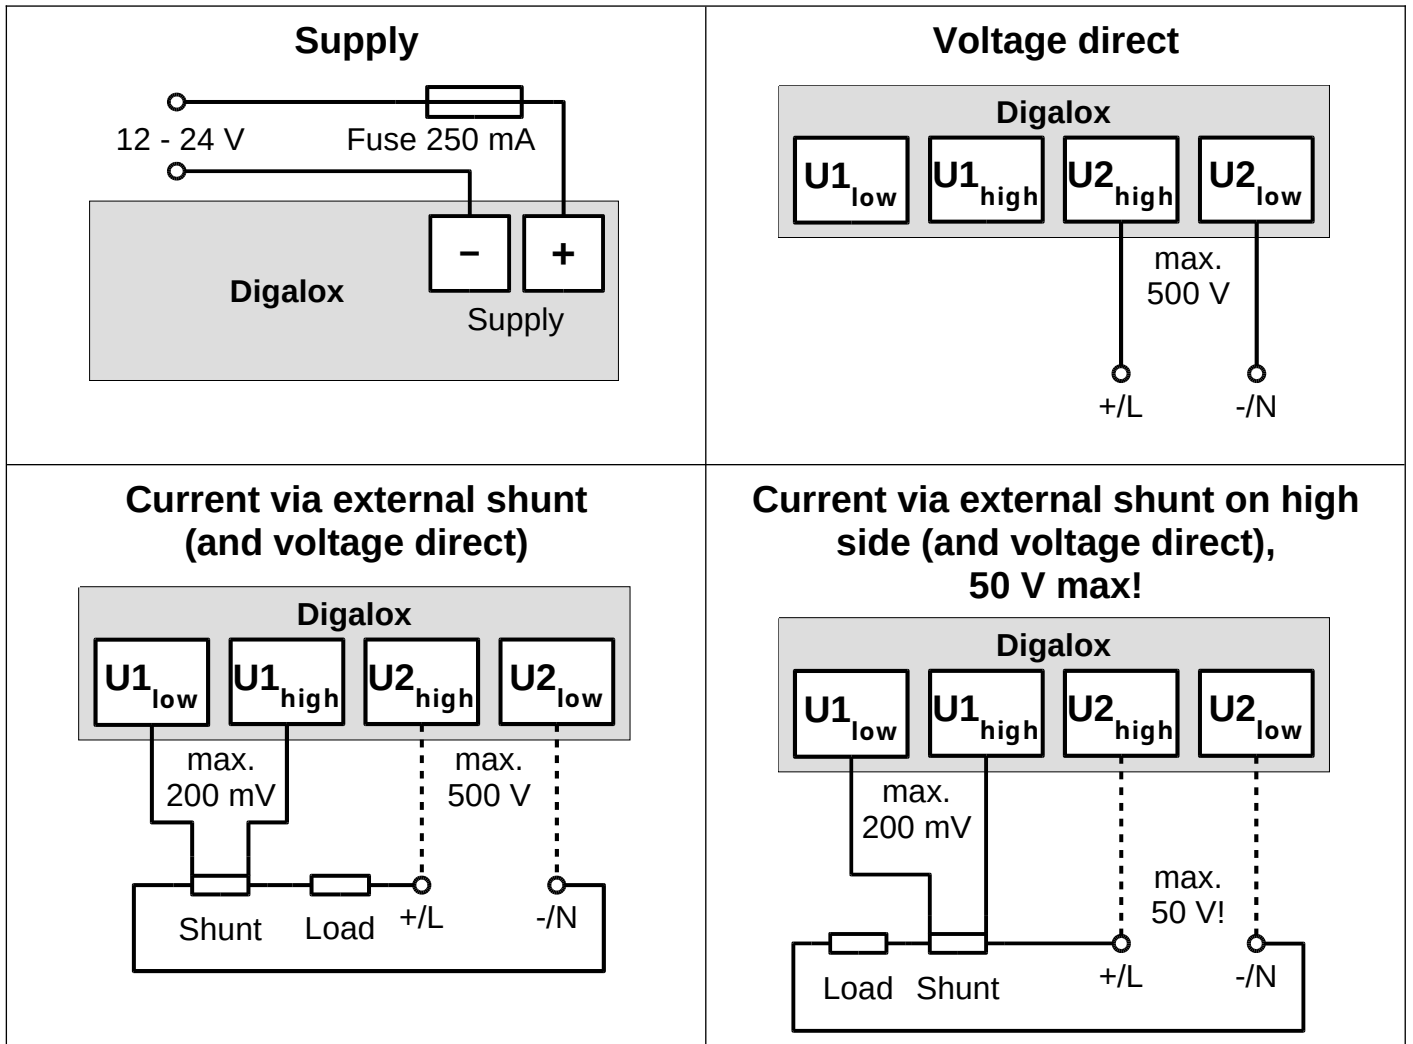 Supply
12 - 24 V
Fuse 250 mA
− +
Digalox
Supply
Voltage direct
Digalox
U1low U1high U2high U2low
max.
500 V
+/L -/N
Current via external shunt
(and voltage direct)
Digalox
U1low U1high U2high U2low
max.
200 mV
max.
500 V
Shunt Load +/L -/N
Current via external shunt on high
side (and voltage direct),
50 V max!
Digalox
U1low U1high U2high U2low
max.
200 mV
max.
50 V!
Load Shunt +/L -/N